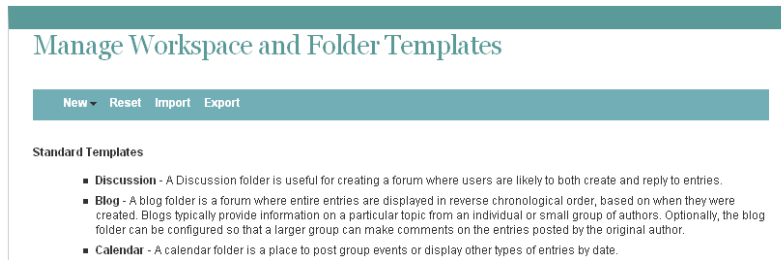 Manage Workspace and Folder Templates
New Reset Import Export
Standard Templates
Discussion - A Discussion folder is useful for creating a forum where users are likely to both create and reply to entries.
Blog - A blog folder is a forum where entire entries are displayed in reverse chronological order, based on when they were
created. Blogs typically provide information on a particular topic from an individual or small group of authors. Optionally, the blog
folder can be configured so that a larger group can make comments on the entries posted by the original author.
Calendar - A calendar folder is a place to post group events or display other types of entries by date.